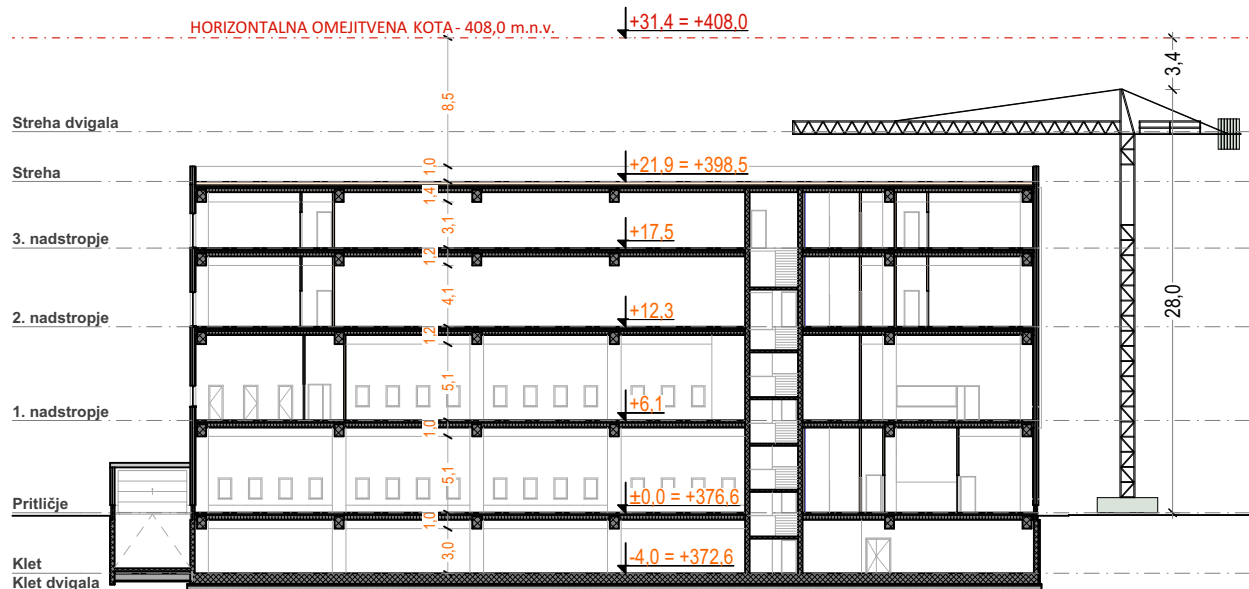 HORIZONTALNA OMEJITVENA KOTA - 408,0 m.n.v.
+31,4 = +408,0
3,4
8,5
Streha dvigala
Streha
1,0
+21,9 = +398,5
1,4
3,1
3. nadstropje
+17,5
1,2
4,1
28,0
2. nadstropje
+12,3
1,2
5,1
1. nadstropje
+6,1
1,0
5,1
Pritličje
±0,0 = +376,6
1,0
3,0
Klet
-4,0 = +372,6
Klet dvigala